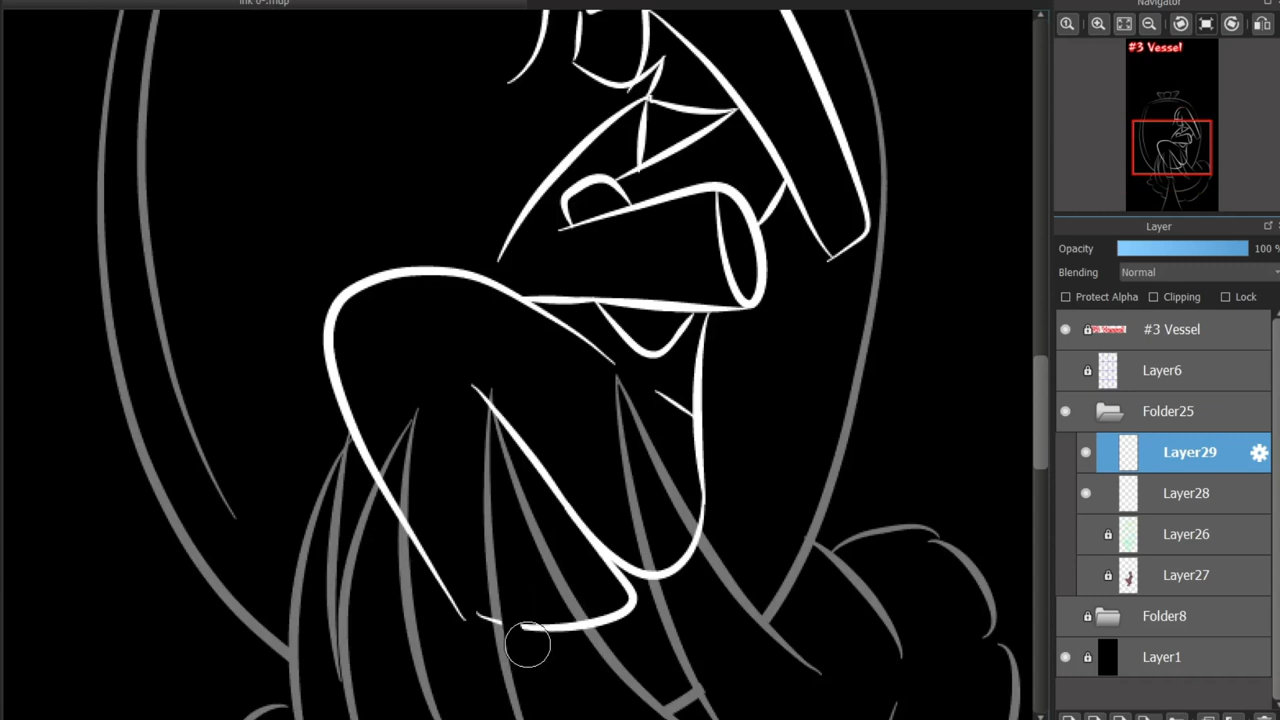 ink 6-.mdp
Navigator
#3 Vessel
Layer
Opacity 100 %
Blending Normal
Protect Alpha Clipping Lock
#3 Vessel
Layer6
Folder25
Layer29
Layer28
Layer26
Layer27
Folder8
Layer1